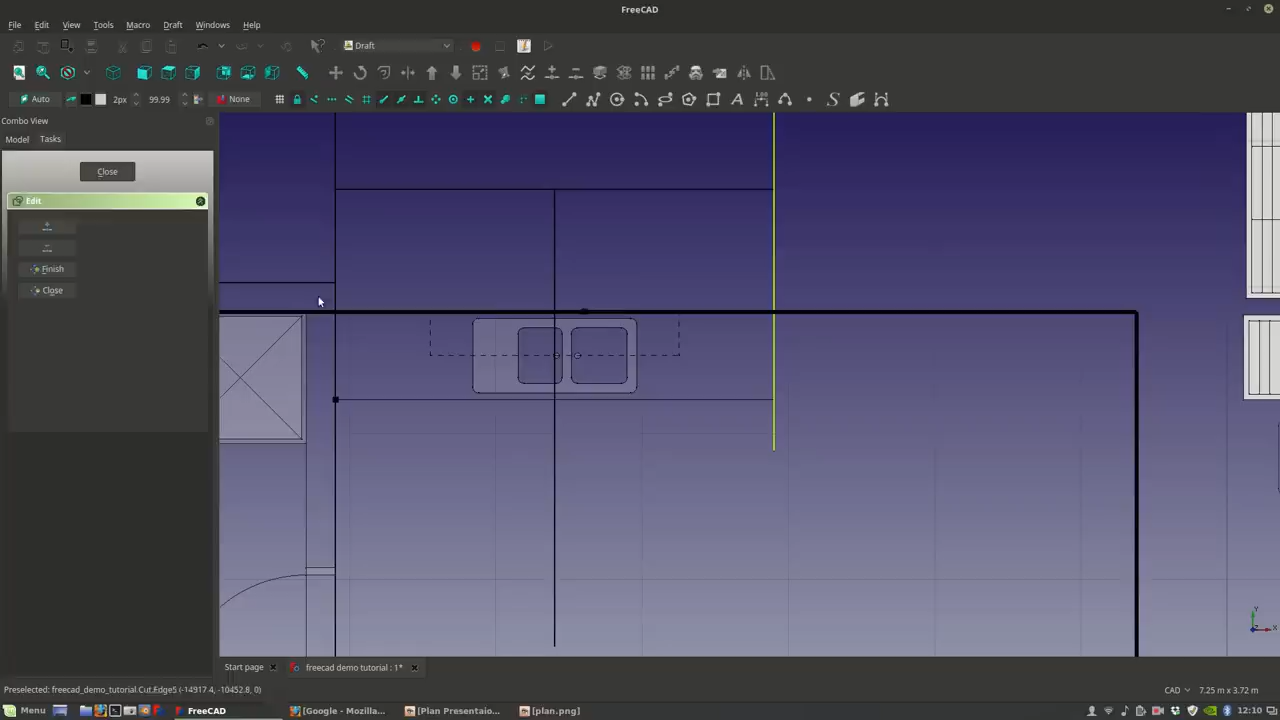 FreeCAD
File Edit View Tools Macro Draft Windows Help
Draft
Auto 2px 99.99 None
Combo View
Model Tasks
Close
Edit
Finish
Close
Y
X
Start page freecad demo tutorial : 1*
Preselected: freecad_demo_tutorial.Cut.Edge5 (-14917.4, -10452.8, 0)
CAD 7.25 m x 3.72 m
Menu FreeCAD [Google - Mozilla... [Plan Presentaio... [plan.png] 12:10